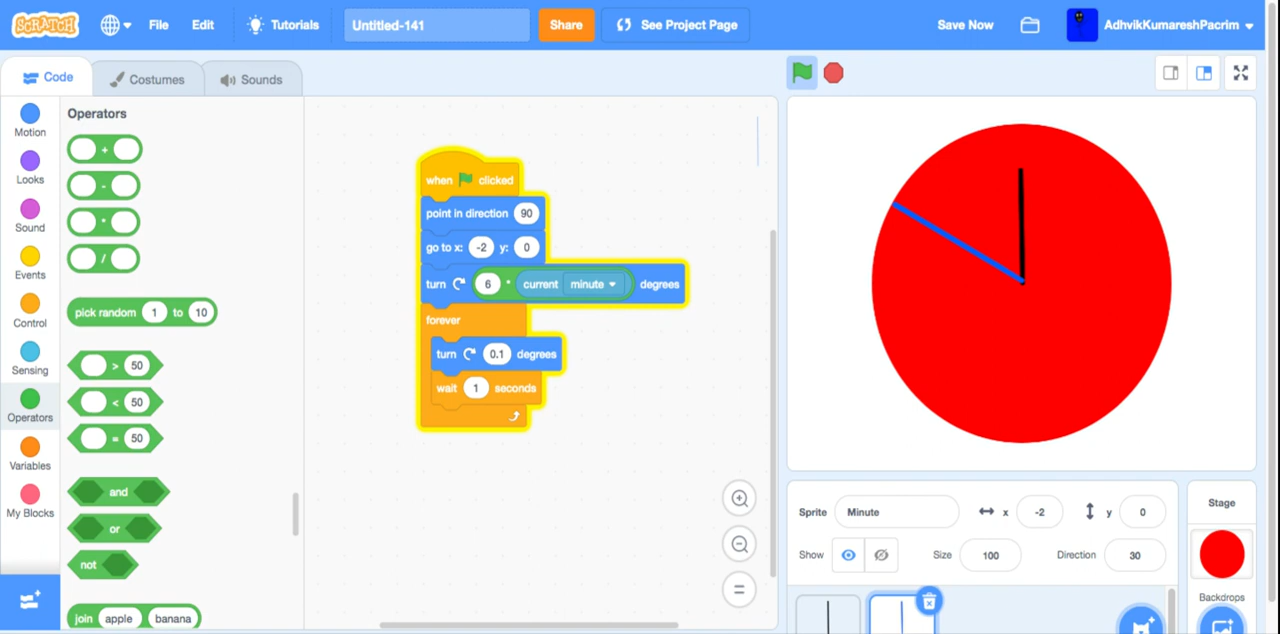 SCRATCH File Edit Tutorials Untitled-141 Share See Project Page Save Now AdhvikKumareshPacrim
Code Costumes Sounds
Motion
Looks
Sound
Events
Control
Sensing
Operators
Variables
My Blocks
Operators
+
-
*
/
pick random 1 to 10
> 50
< 50
= 50
and
or
not
join apple banana
when clicked
point in direction 90
go to x: -2 y: 0
turn 6 * current minute degrees
forever
turn 0.1 degrees
wait 1 seconds
Sprite Minute x -2 y 0
Show Size 100 Direction 30
Stage
Backdrops